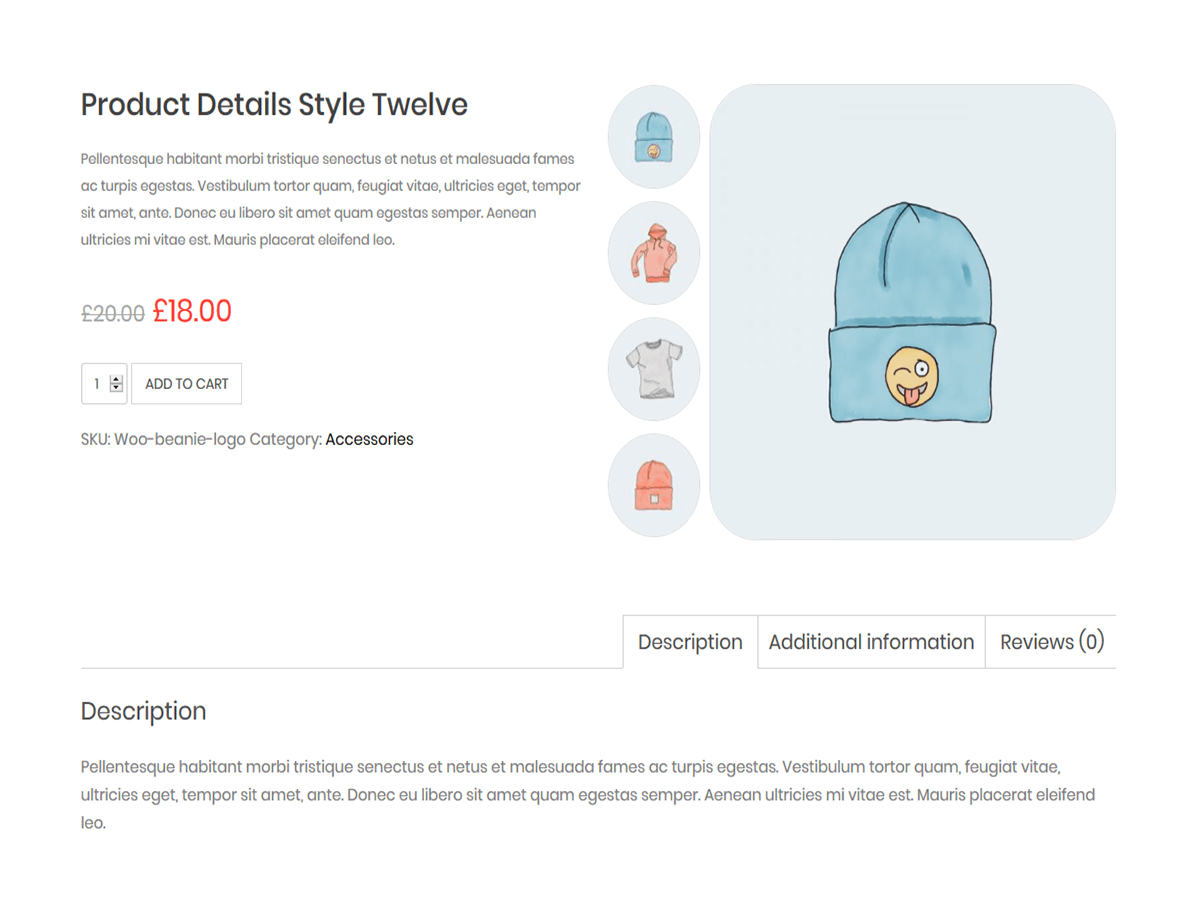 Product Details Style Twelve
Pellentesque habitant morbi tristique senectus et netus et malesuada fames
ac turpis egestas. Vestibulum tortor quam, feugiat vitae, ultricies eget, tempor
sit amet, ante. Donec eu libero sit amet quam egestas semper. Aenean
ultricies mi vitae est. Mauris placerat eleifend leo.
£20.00 £18.00
1 ADD TO CART
SKU: Woo-beanie-logo Category: Accessories
Description Additional information Reviews (0)
Description
Pellentesque habitant morbi tristique senectus et netus et malesuada fames ac turpis egestas. Vestibulum tortor quam, feugiat vitae,
ultricies eget, tempor sit amet, ante. Donec eu libero sit amet quam egestas semper. Aenean ultricies mi vitae est. Mauris placerat eleifend
leo.